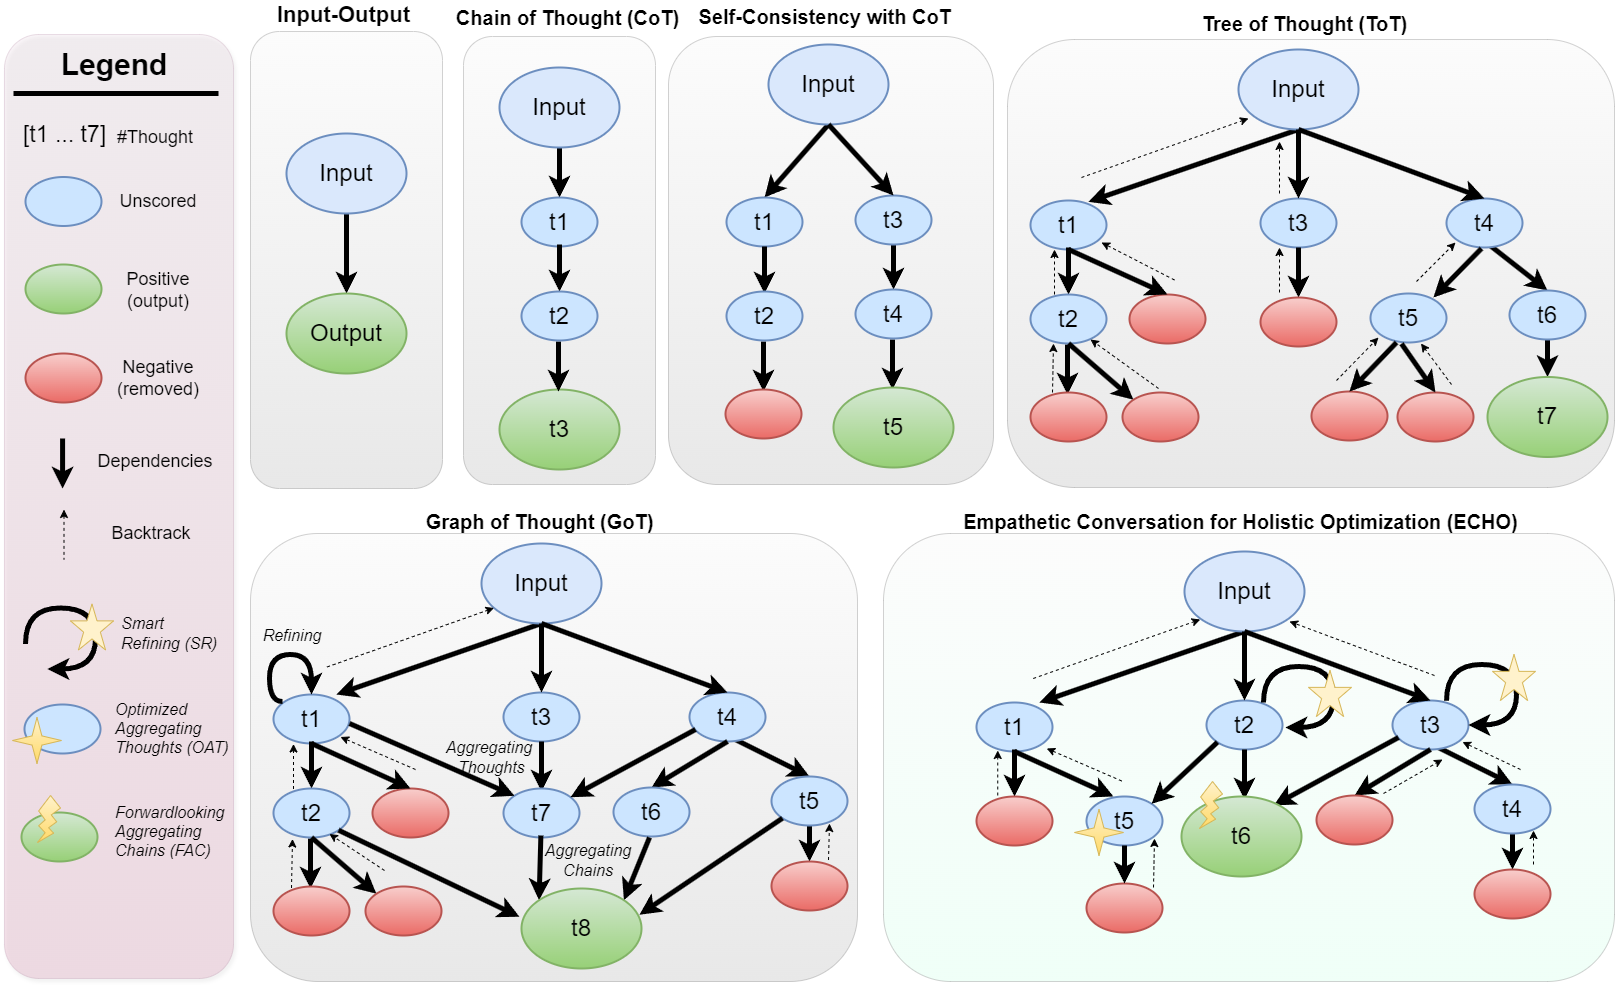 Legend
[t1 ... t7] #Thought
Unscored
Positive
(output)
Negative
(removed)
Dependencies
Backtrack
Smart
Refining (SR)
Optimized
Aggregating
Thoughts (OAT)
Forwardlooking
Aggregating
Chains (FAC)
Input-Output
Input
Output
Chain of Thought (CoT)
Input
t1
t2
t3
Self-Consistency with CoT
Input
t1
t3
t2
t4
t5
Tree of Thought (ToT)
Input
t1
t3
t4
t2
t5
t6
t7
Graph of Thought (GoT)
Input
Refining
t1
t3
t4
Aggregating
Thoughts
t2
t7
t6
t5
Aggregating
Chains
t8
Empathetic Conversation for Holistic Optimization (ECHO)
Input
t1
t2
t3
t5
t6
t4